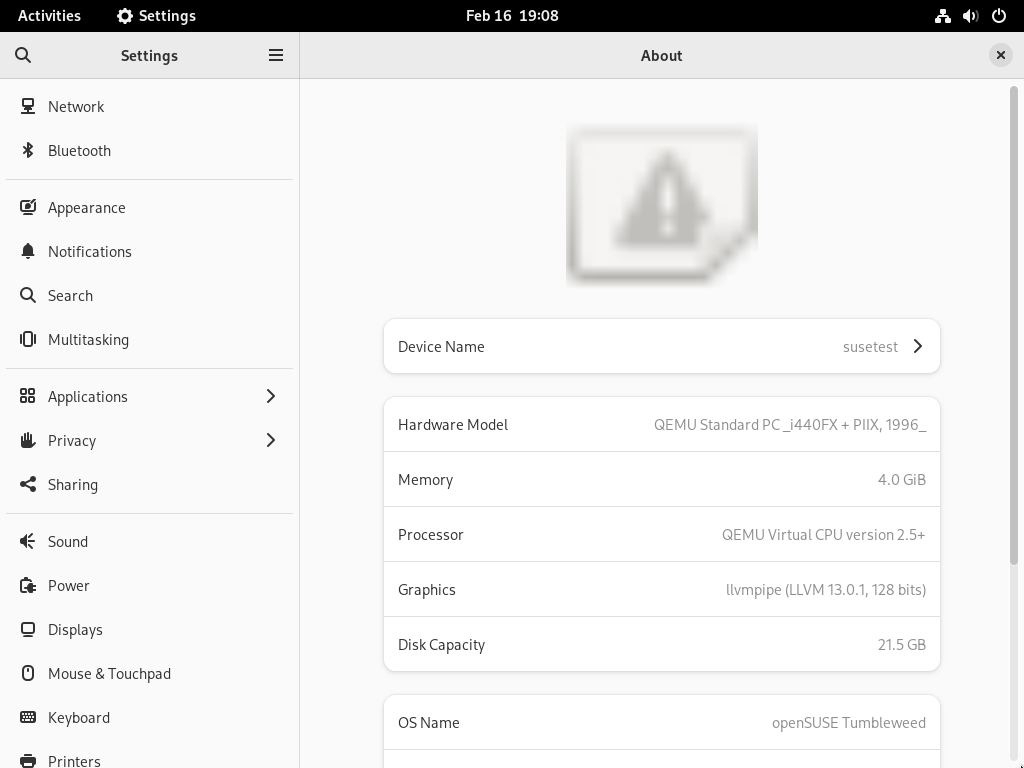 Activities Settings Feb 16 19:08
Settings About
Network
Bluetooth
Appearance
Notifications
Search
Multitasking
Applications
Privacy
Sharing
Sound
Power
Displays
Mouse & Touchpad
Keyboard
Printers
Device Name susetest
Hardware Model QEMU Standard PC _i440FX + PIIX, 1996_
Memory 4.0 GiB
Processor QEMU Virtual CPU version 2.5+
Graphics llvmpipe (LLVM 13.0.1, 128 bits)
Disk Capacity 21.5 GB
OS Name openSUSE Tumbleweed